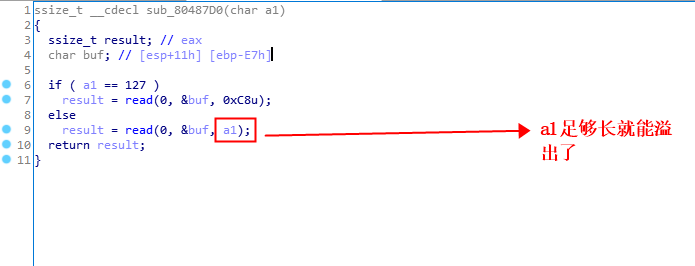 1 ssize_t __cdecl sub_80487D0(char a1)
2 {
3 ssize_t result; // eax
4 char buf; // [esp+11h] [ebp-E7h]
5
6 if ( a1 == 127 )
7 result = read(0, &buf, 0xC8u);
8 else
9 result = read(0, &buf, a1);
10 return result;
11 }
a1足够长就能溢
出了